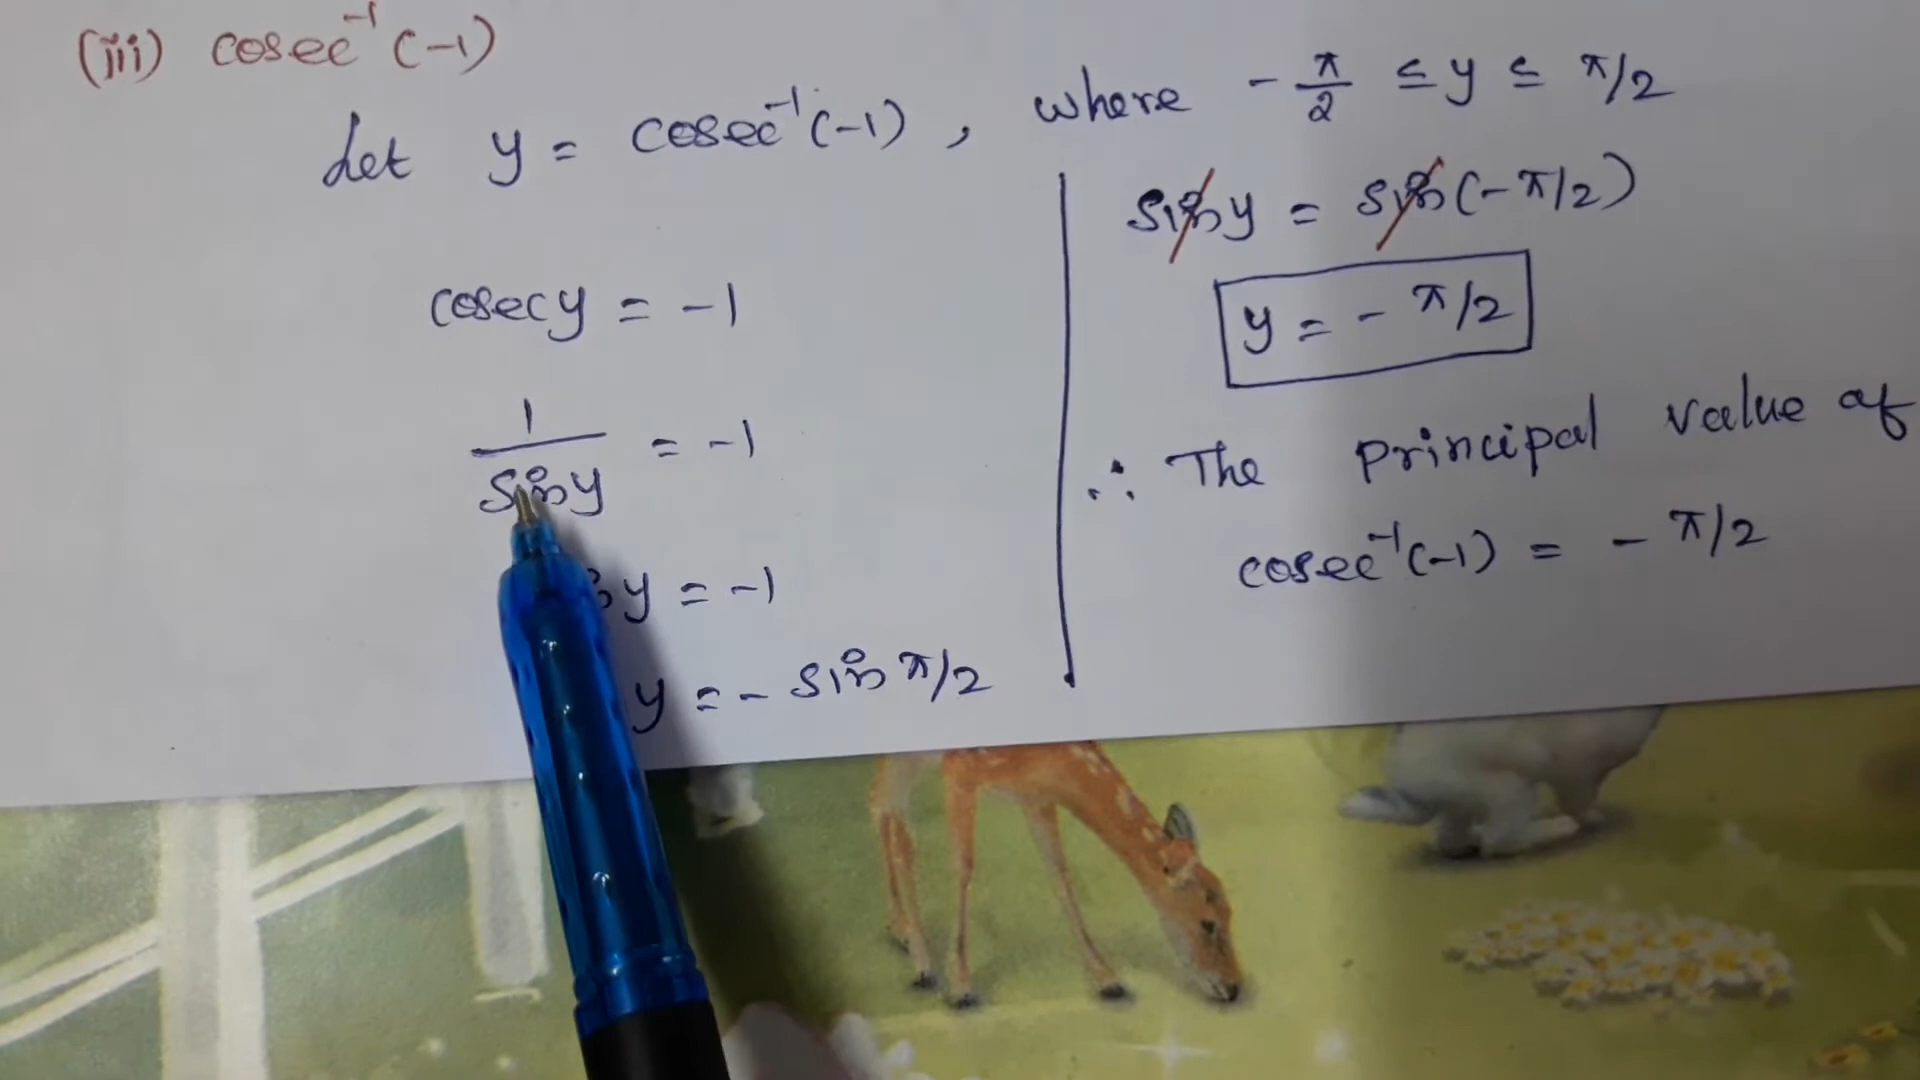 (iii) cosec⁻¹(-1)
Let y = cosec⁻¹(-1), where -π/2 ≤ y ≤ π/2
cosec y = -1
1/sin y = -1
y = -1
y = - sin π/2
sin y = sin(-π/2)
y = - π/2
∴ The principal value of
cosec⁻¹(-1) = - π/2